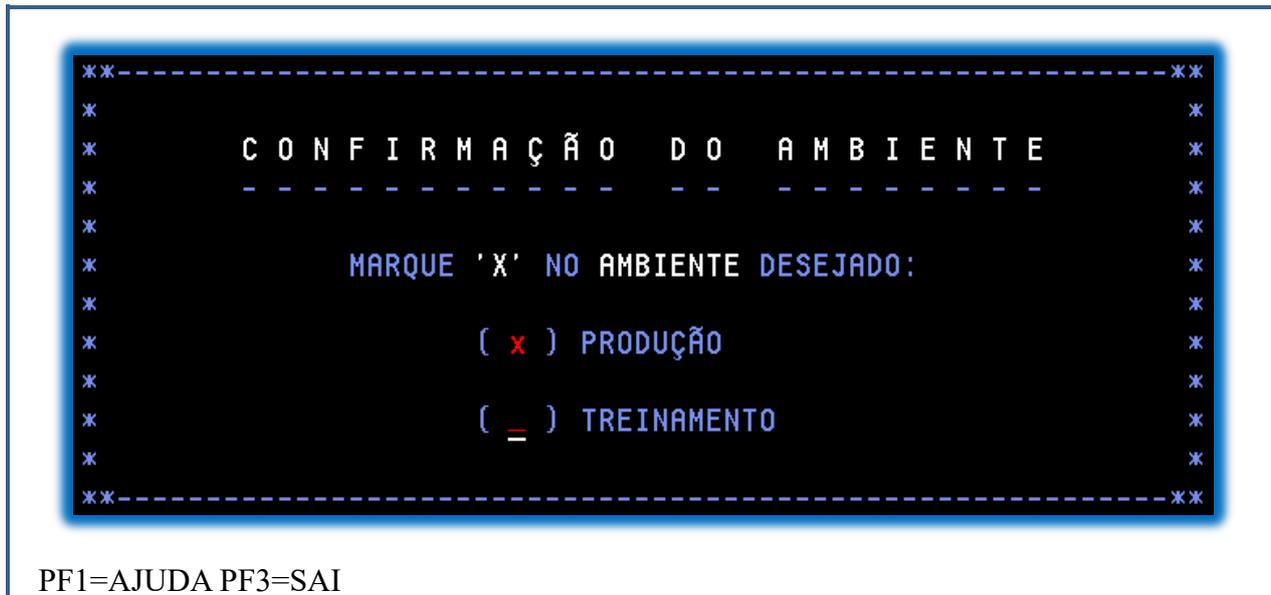 **-----------------------------------------------------------**
* *
* C O N F I R M A Ç Ã O   D O   A M B I E N T E *
* - - - - - - - - - - -   - -   - - - - - - - - *
* *
* MARQUE 'X' NO AMBIENTE DESEJADO: *
* *
* ( x ) PRODUÇÃO *
* *
* ( _ ) TREINAMENTO *
* *
**-----------------------------------------------------------**
PF1=AJUDA PF3=SAI